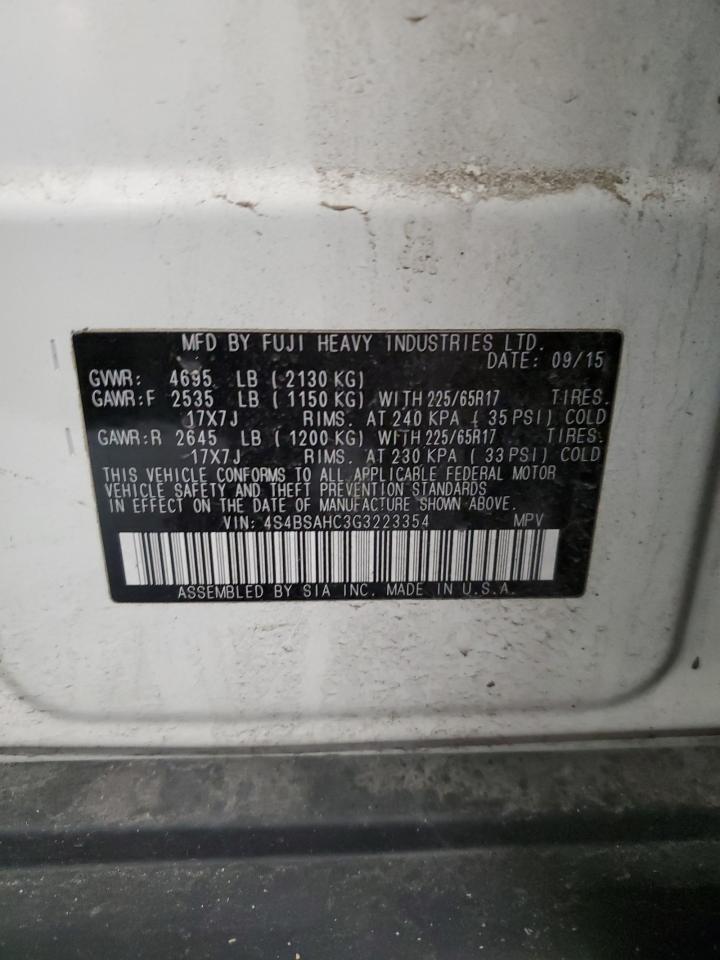 MFD BY FUJI HEAVY INDUSTRIES LTD.
DATE: 09/15
GVWR: 4695 LB ( 2130 KG)
GAWR:F 2535 LB ( 1150 KG) WITH 225/65R17 TIRES.
17X7J RIMS. AT 240 KPA ( 35 PSI) COLD
GAWR:R 2645 LB ( 1200 KG) WITH 225/65R17 TIRES.
17X7J RIMS. AT 230 KPA ( 33 PSI) COLD
THIS VEHICLE CONFORMS TO ALL APPLICABLE FEDERAL MOTOR
VEHICLE SAFETY AND THEFT PREVENTION STANDARDS
IN EFFECT ON THE DATE OF MANUFACTURE SHOWN ABOVE.
VIN: 4S4BSAHC3G3223354 MPV
ASSEMBLED BY SIA INC. MADE IN U.S.A.